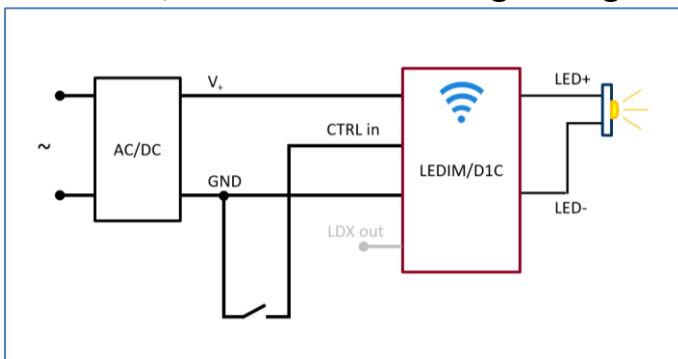 V+
LED+
CTRL in
~
AC/DC
LEDIM/D1C
GND
LED-
LDX out